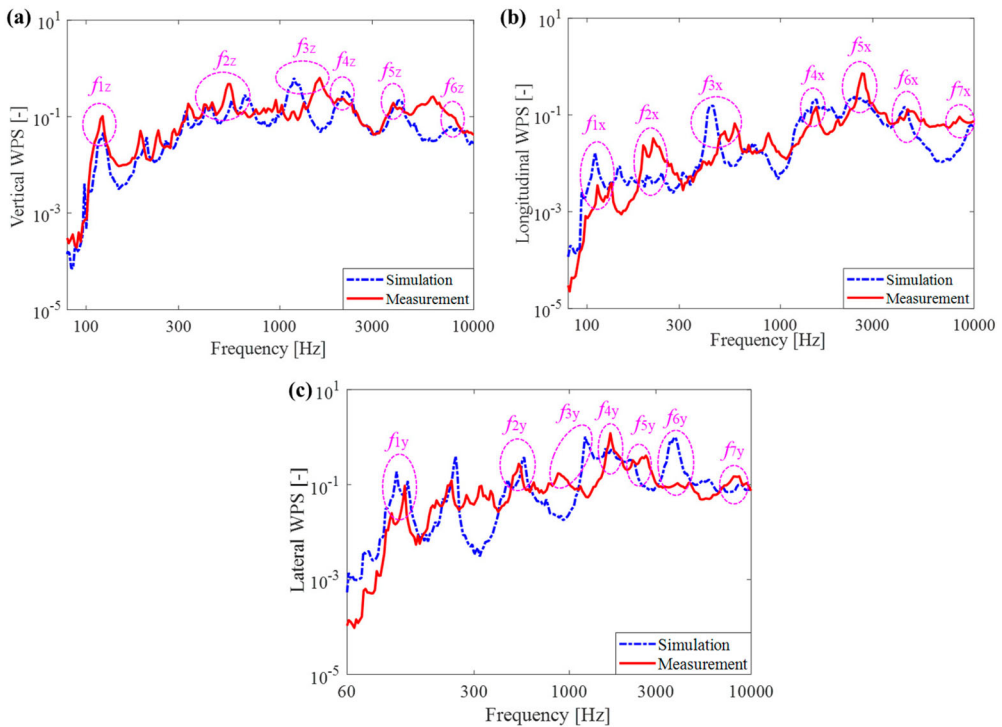 (a)
Vertical WPS [-]
10^1
10^-1
10^-3
10^-5
f1z
f2z
f3z
f4z
f5z
f6z
Simulation
Measurement
100
300
1000
3000
10000
Frequency [Hz]
(b)
Longitudinal WPS [-]
10^1
10^-1
10^-3
10^-5
f1x
f2x
f3x
f4x
f5x
f6x
f7x
Simulation
Measurement
100
300
1000
3000
10000
Frequency [Hz]
(c)
Lateral WPS [-]
10^1
10^-1
10^-3
10^-5
f1y
f2y
f3y
f4y
f5y
f6y
f7y
Simulation
Measurement
60
300
1000
3000
10000
Frequency [Hz]